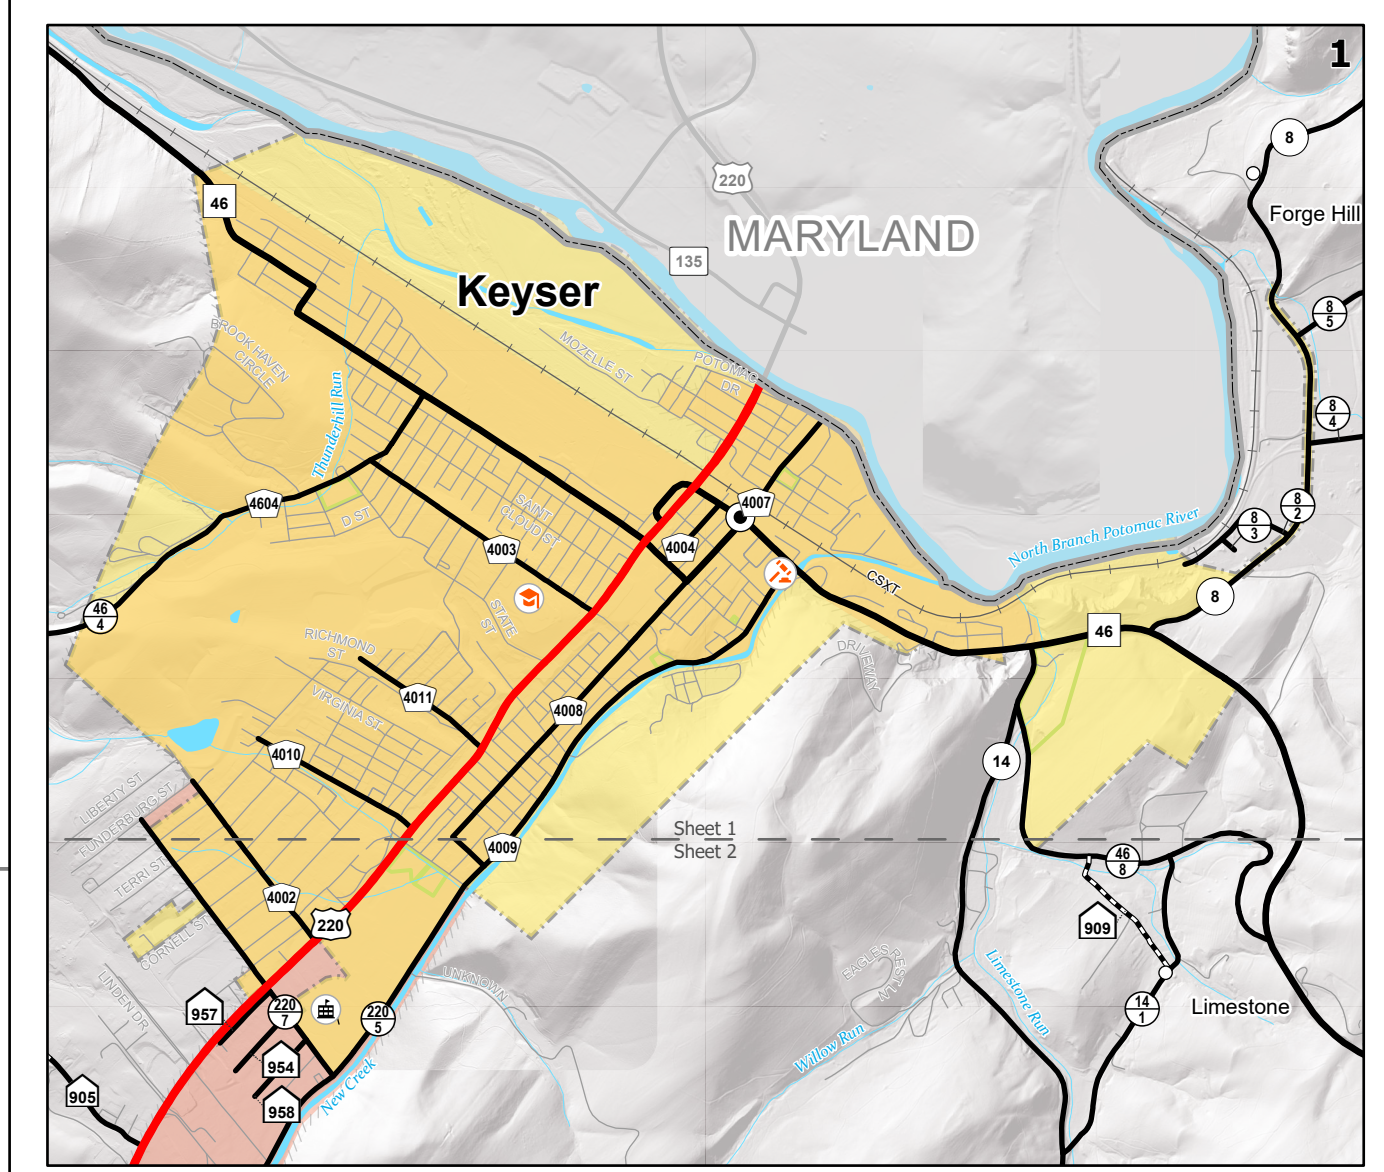 1
8
220
46
Forge Hill
MARYLAND
135
Keyser
8
5
BROOK HAVEN
CIRCLE
MOZELLE ST
POTOMAC
DR
Thunderhill Run
8
4
4604
SAINT
CLOUD ST
D ST
4007
8
2
8
3
North Branch Potomac River
4003
4004
CSXT
46
4
STATE
ST
8
46
RICHMOND
ST
DRIVEWAY
4011
VIRGINIA ST
4008
4010
14
LIBERTY ST
FUNDERBURG ST
Sheet 1
Sheet 2
4009
46
8
TERRI ST
4002
220
909
CORNELL ST
EAGLES REST
LN
UNKNOWN
LINDEN DR
Limestone Run
957
220
7
220
5
14
1
Limestone
Willow Run
954
New Creek
905
958